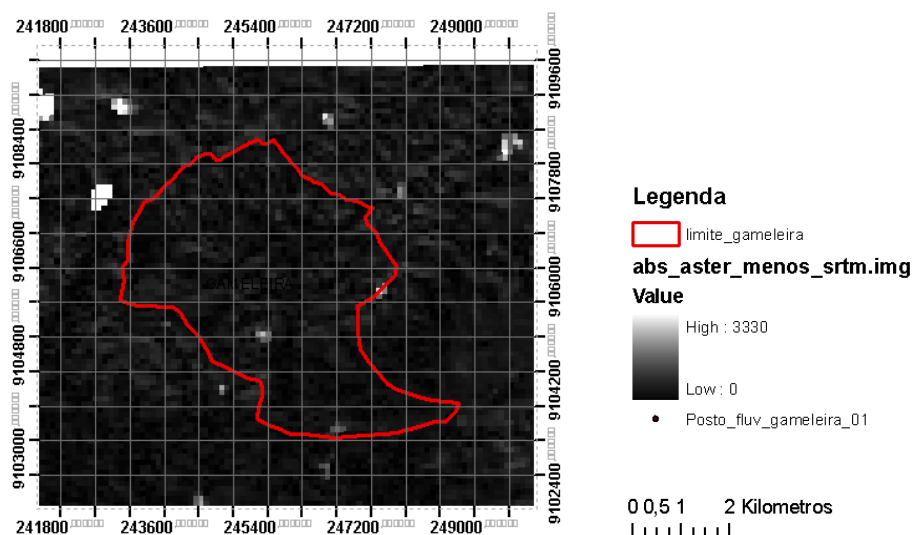 241800 243600 245400 247200 249000
9108400
9106600
9104800
9103000
9109600
9107800
9106000
9104200
9102400
GAMELEIRA
241800 243600 245400 247200 249000
Legenda
limite_gameleira
abs_aster_menos_srtm.img
Value
High : 3330
Low : 0
Posto_fluv_gameleira_01
0 0,5 1 2 Kilometros